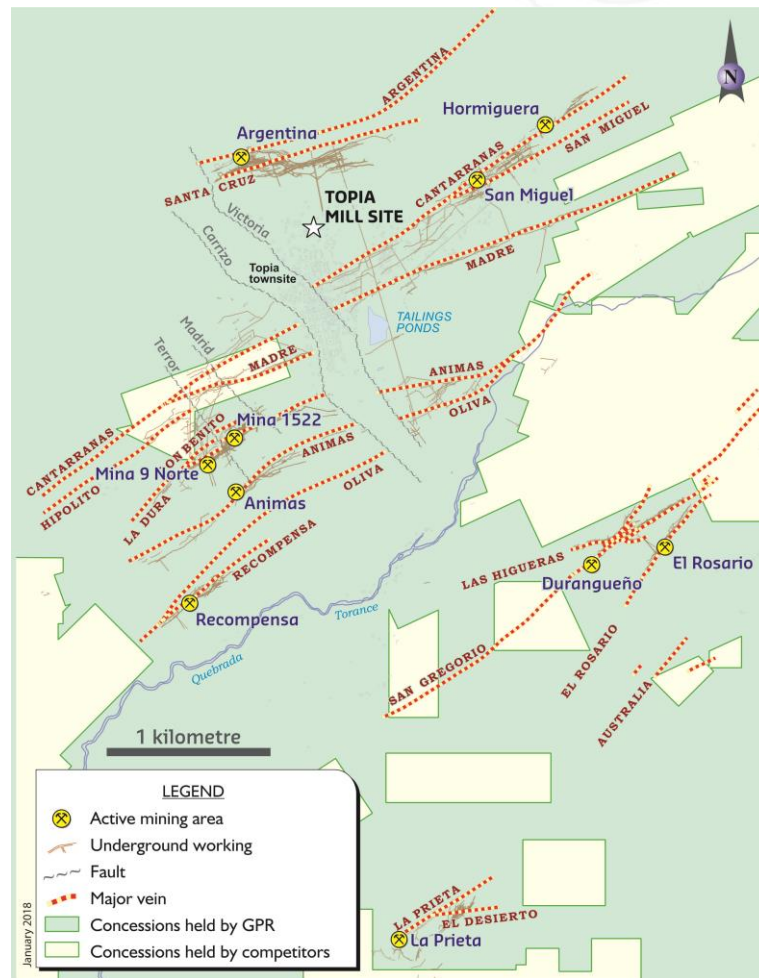 ARGENTINA
N
Hormiguera
Argentina
SAN MIGUEL
CANTARRANAS
SANTA CRUZ
San Miguel
TOPIA
MILL SITE
Victoria
Carrizo
MADRE
Topia
townsite
TAILINGS
PONDS
Madrid
Terror
MADRE
ANIMAS
OLIVA
Mina 1522
ON BENITO
ANIMAS
CANTARRANAS
Mina 9 Norte
OLIVA
HIPOLITO
LA DURA
Animas
RECOMPENSA
LAS HIGUERAS
El Rosario
Durangueño
Recompensa
Torance
Quebrada
SAN GREGORIO
EL ROSARIO
AUSTRALIA
1 kilometre
LEGEND
Active mining area
Underground working
Fault
Major vein
Concessions held by GPR
Concessions held by competitors
January 2018
LA PRIETA
EL DESIERTO
La Prieta